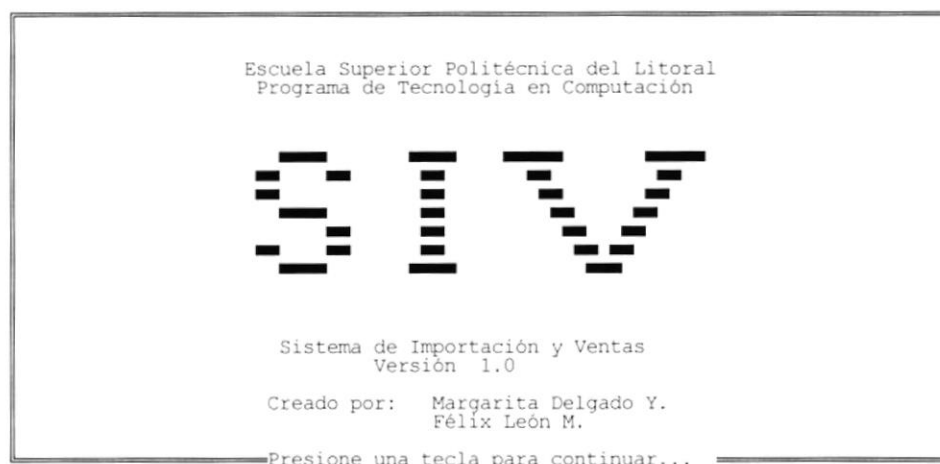 Escuela Superior Politécnica del Litoral
Programa de Tecnología en Computación
SIV
Sistema de Importación y Ventas
Versión 1.0
Creado por: Margarita Delgado Y.
Félix León M.
Presione una tecla para continuar...